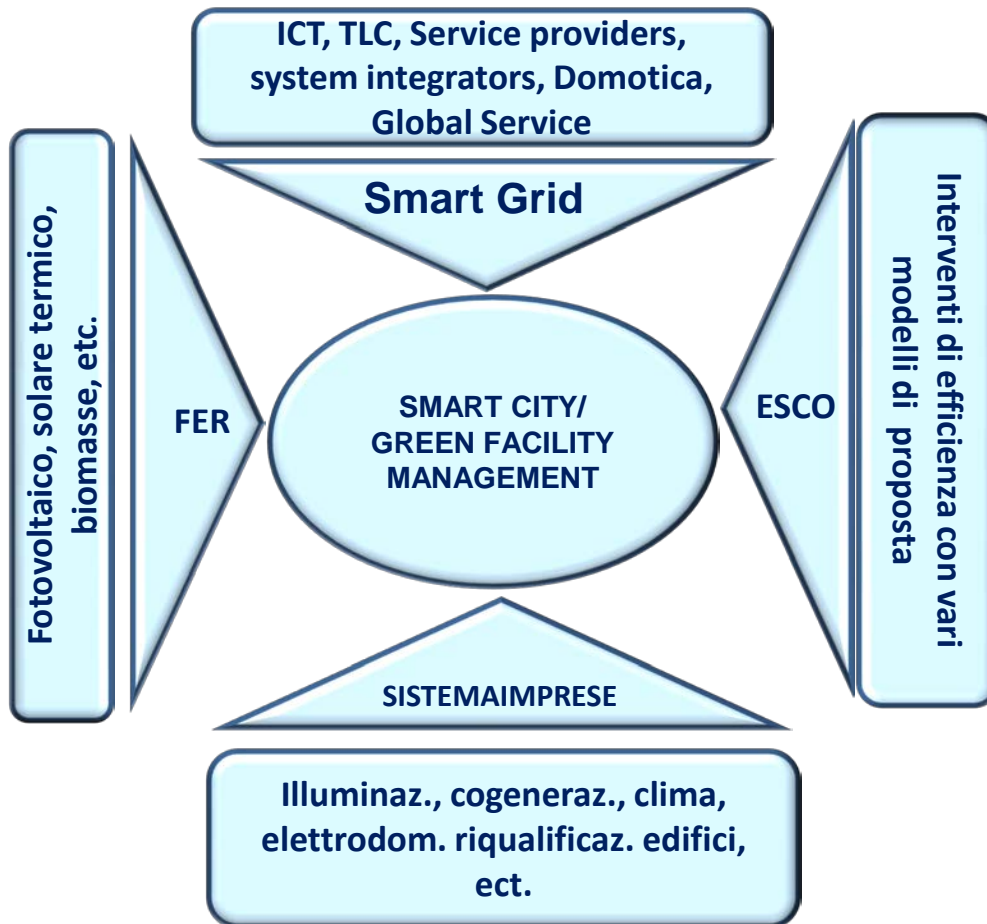 ICT, TLC, Service providers,
system integrators, Domotica,
Global Service
Smart Grid
Fotovoltaico, solare termico,
biomasse, etc.
FER
SMART CITY/
GREEN FACILITY
MANAGEMENT
ESCO
Interventi di efficienza con vari
modelli di proposta
SISTEMAIMPRESE
Illuminaz., cogeneraz., clima,
elettrodom. riqualificaz. edifici,
ect.